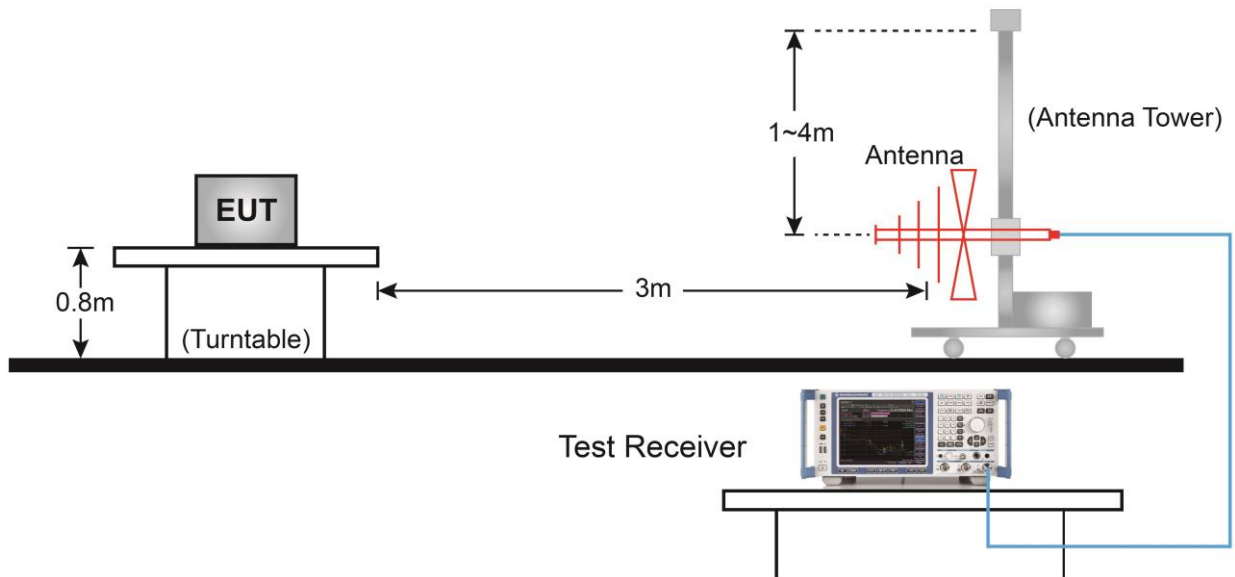 1~4m
(Antenna Tower)
Antenna
EUT
3m
0.8m
(Turntable)
Test Receiver